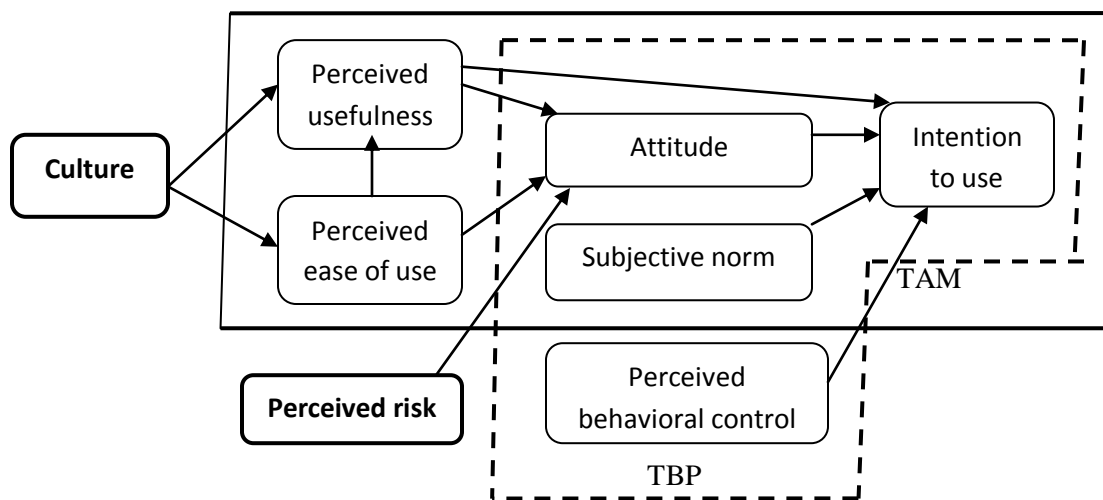 Perceived
usefulness
Culture
Attitude
Intention
to use
Perceived
ease of use
Subjective norm
TAM
Perceived risk
Perceived
behavioral control
TBP